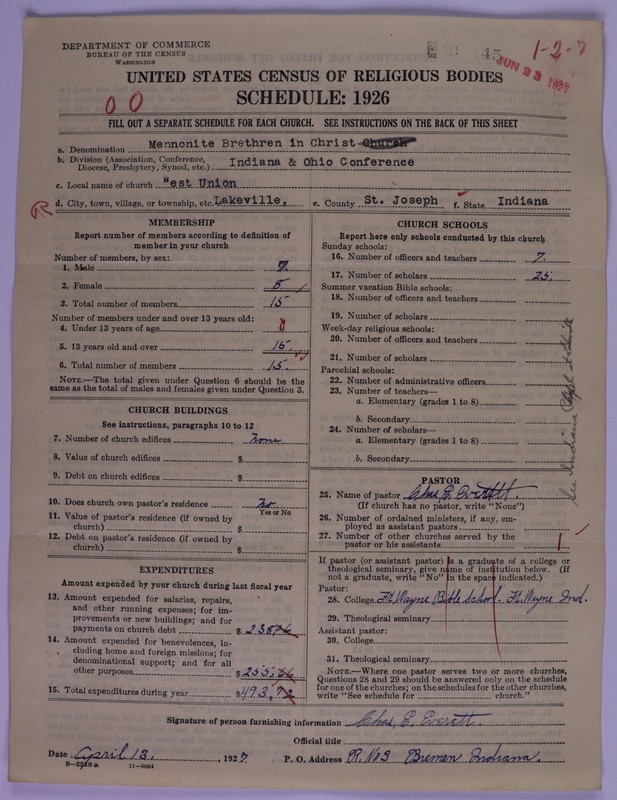 DEPARTMENT OF COMMERCE
BUREAU OF THE CENSUS
WASHINGTON
45
1-2-7
JUN 23 1927
UNITED STATES CENSUS OF RELIGIOUS BODIES
SCHEDULE: 1926
00
FILL OUT A SEPARATE SCHEDULE FOR EACH CHURCH. SEE INSTRUCTIONS ON THE BACK OF THIS SHEET
a. Denomination Mennonite Brethren in Christ Church
b. Division (Association, Conference, Diocese, Presbytery, Synod, etc.) Indiana & Ohio Conference
c. Local name of church West Union
d. City, town, village, or township, etc. Lakeville, e. County St. Joseph f. State Indiana
MEMBERSHIP
Report number of members according to definition of
member in your church
Number of members, by sex:
1. Male 7.
2. Female 8
3. Total number of members 15
Number of members under and over 13 years old:
4. Under 13 years of age 0
5. 13 years old and over 15.
6. Total number of members 15.
NOTE.—The total given under Question 6 should be the
same as the total of males and females given under Question 3.
CHURCH BUILDINGS
See instructions, paragraphs 10 to 12
7. Number of church edifices none
8. Value of church edifices $
9. Debt on church edifices $
10. Does church own pastor's residence no
Yes or No
11. Value of pastor's residence (if owned by
church) $
12. Debt on pastor's residence (if owned by
church) $
EXPENDITURES
Amount expended by your church during last fiscal year
13. Amount expended for salaries, repairs,
and other running expenses; for im-
provements or new buildings; and for
payments on church debt $ 238
14. Amount expended for benevolences, in-
cluding home and foreign missions; for
denominational support; and for all
other purposes $ 255.
15. Total expenditures during year $ 493.72
CHURCH SCHOOLS
Report here only schools conducted by this church
Sunday schools:
16. Number of officers and teachers 7.
17. Number of scholars 25.
Summer vacation Bible schools:
18. Number of officers and teachers
19. Number of scholars
Week-day religious schools:
20. Number of officers and teachers
21. Number of scholars
Parochial schools:
22. Number of administrative officers
23. Number of teachers—
a. Elementary (grades 1 to 8)
b. Secondary
24. Number of scholars—
a. Elementary (grades 1 to 8)
b. Secondary
PASTOR
25. Name of pastor Chas. E. Everett.
(If church has no pastor, write "None")
26. Number of ordained ministers, if any, em-
ployed as assistant pastors
27. Number of other churches served by the
pastor or his assistants 1
If pastor (or assistant pastor) is a graduate of a college or
theological seminary, give name of institution below. (If
not a graduate, write "No" in the space indicated.)
Pastor:
28. College Ft. Wayne Bible School. Ft. Wayne Ind.
29. Theological seminary
Assistant pastor:
30. College
31. Theological seminary
NOTE.—Where one pastor serves two or more churches,
Questions 28 and 29 should be answered only on the schedule
for one of the churches; on the schedules for the other churches,
write "See schedule for church."
Signature of person furnishing information Chas. E. Everett.
Official title
Date April 13, 1927. P. O. Address R. No 3 Bremen Indiana.
8-5518a 11-9084